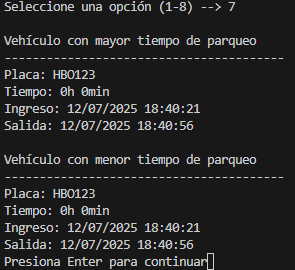 Seleccione una opción (1-8) --> 7
Vehículo con mayor tiempo de parqueo
----------------------------------------
Placa: HBO123
Tiempo: 0h 0min
Ingreso: 12/07/2025 18:40:21
Salida: 12/07/2025 18:40:56
Vehículo con menor tiempo de parqueo
----------------------------------------
Placa: HBO123
Tiempo: 0h 0min
Ingreso: 12/07/2025 18:40:21
Salida: 12/07/2025 18:40:56
Presiona Enter para continuar